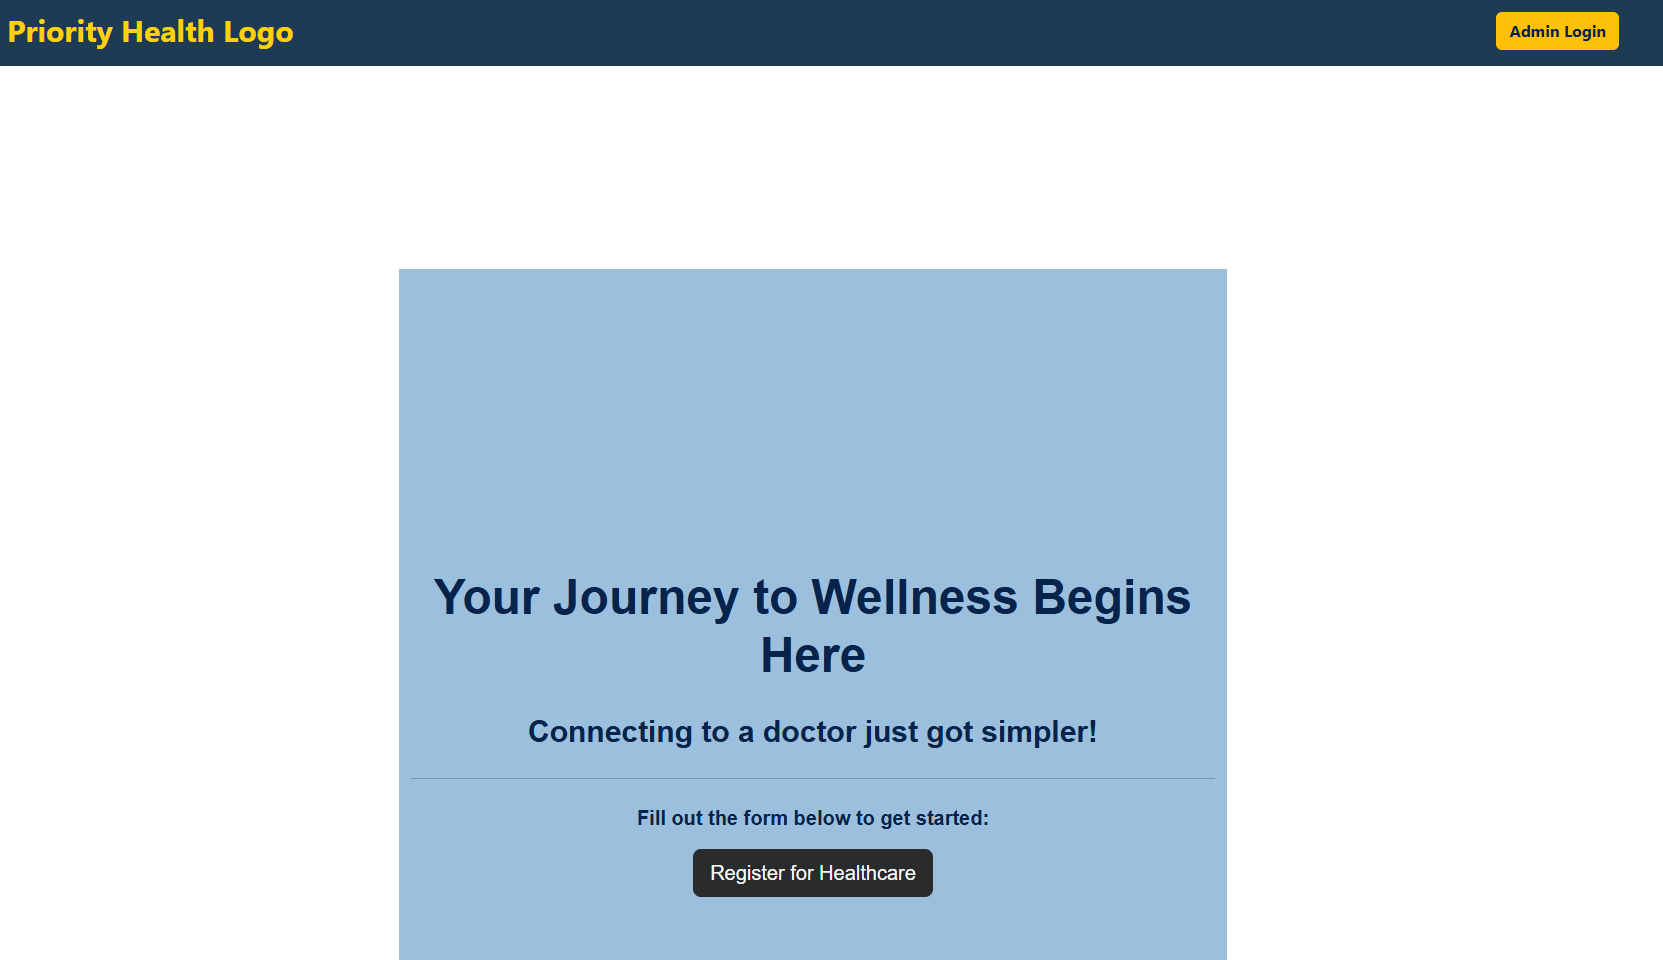 Priority Health Logo
Admin Login
Your Journey to Wellness Begins
Here
Connecting to a doctor just got simpler!
Fill out the form below to get started:
Register for Healthcare